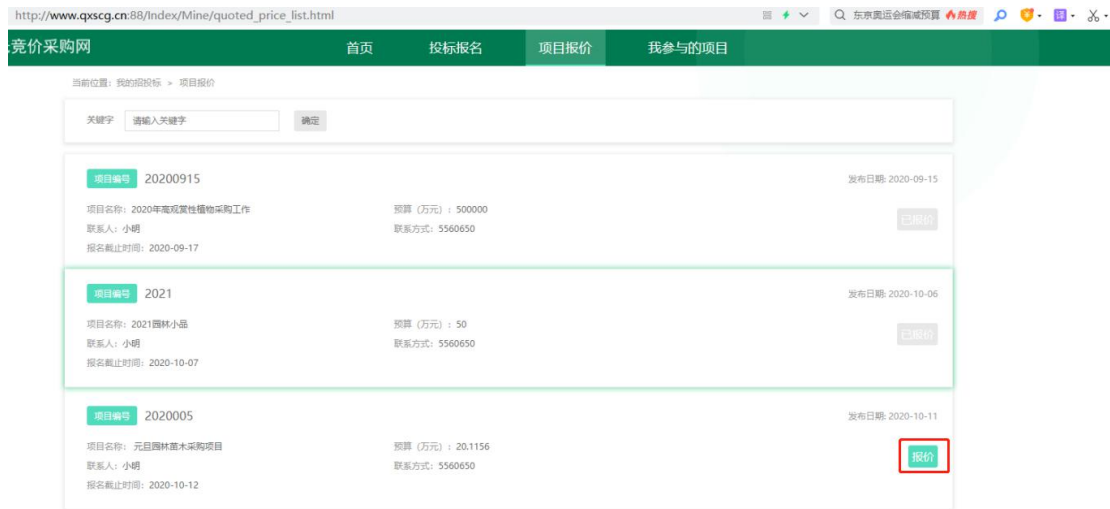 http://www.qxscg.cn:88/Index/Mine/quoted_price_list.html 东京奥运会缩减预算 热搜 译
竞价采购网 首页 投标报名 项目报价 我参与的项目
当前位置: 我的招投标 > 项目报价
关键字 请输入关键字 确定
项目编号 20200915 发布日期: 2020-09-15
项目名称: 2020年高观赏性植物采购工作 预算 (万元) : 500000
已报价
联系人: 小明 联系方式: 5560650
报名截止时间: 2020-09-17
项目编号 2021 发布日期: 2020-10-06
项目名称: 2021园林小品 预算 (万元) : 50
已报价
联系人: 小明 联系方式: 5560650
报名截止时间: 2020-10-07
项目编号 2020005 发布日期: 2020-10-11
项目名称: 元旦园林苗木采购项目 预算 (万元) : 20.1156
报价
联系人: 小明 联系方式: 5560650
报名截止时间: 2020-10-12